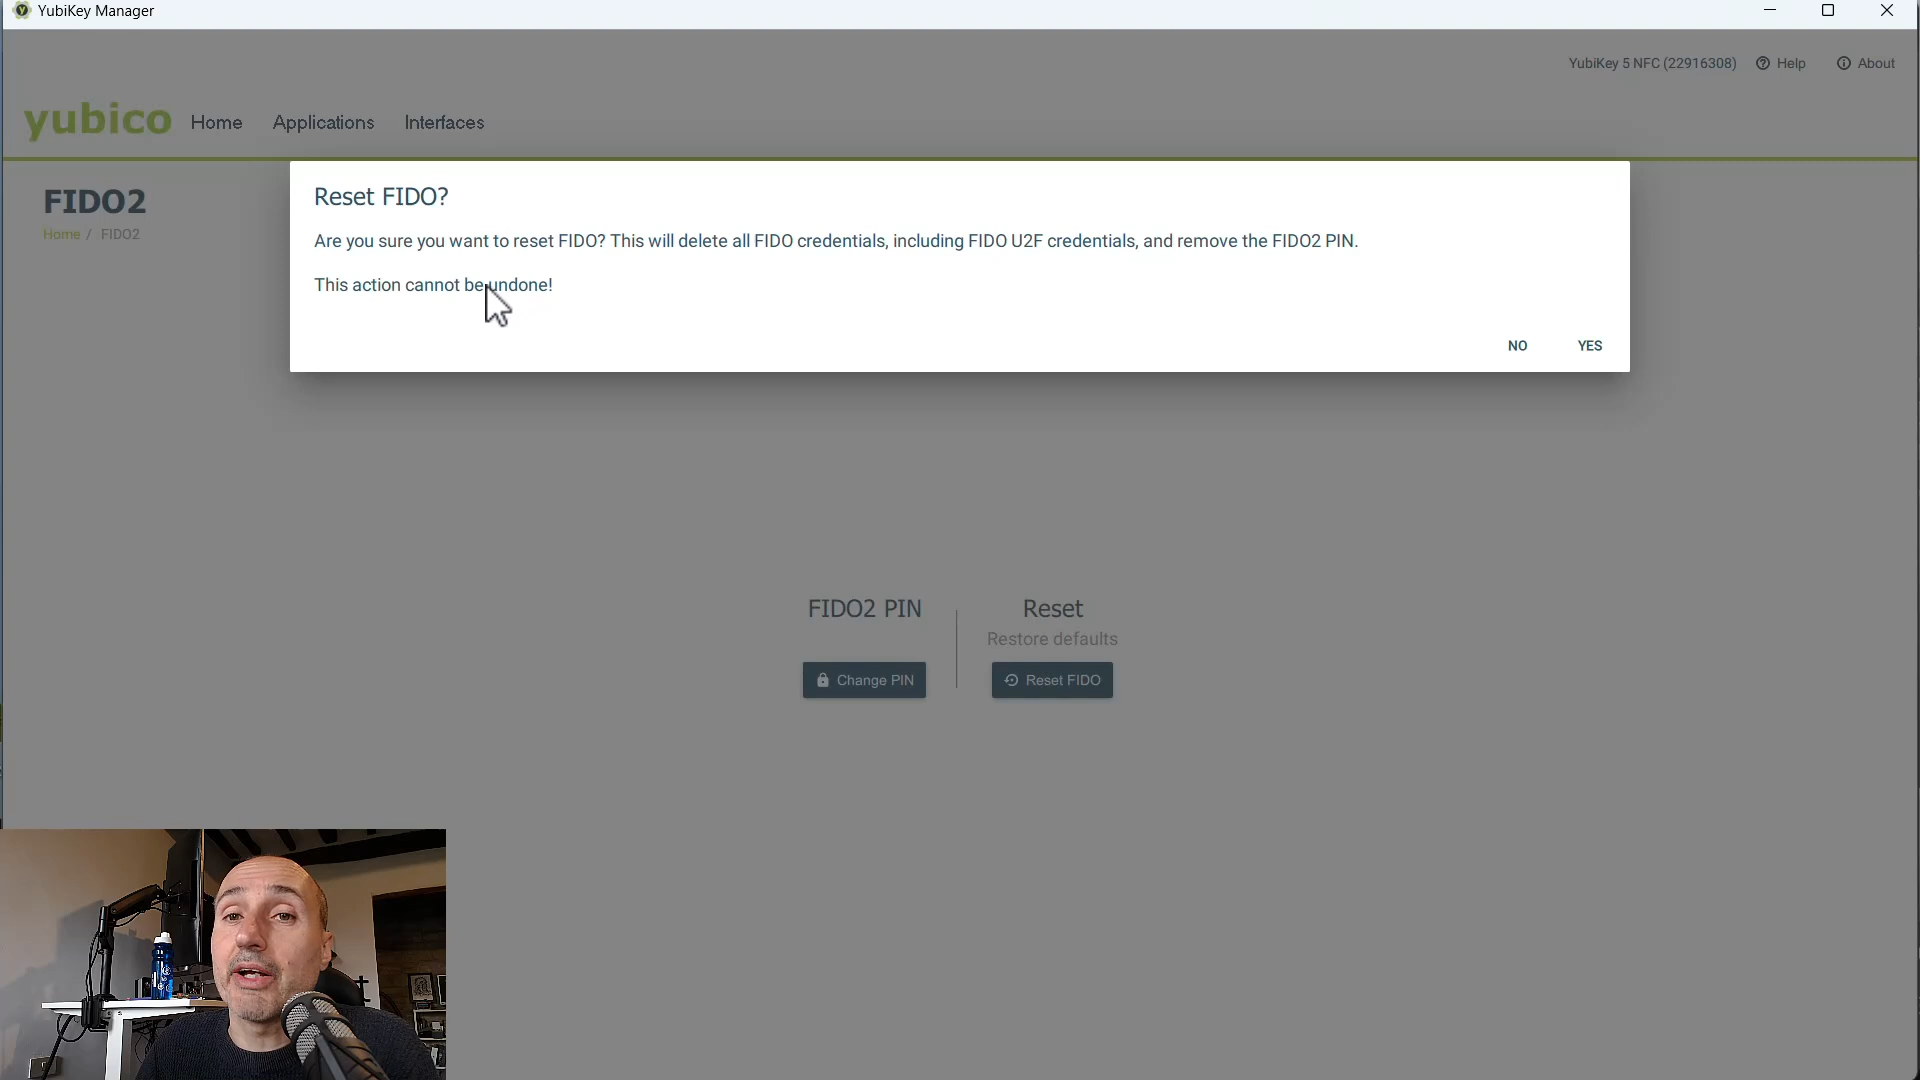 YubiKey Manager
YubiKey 5 NFC (22916308)
Help
About
yubico
Home
Applications
Interfaces
FIDO2
Home / FIDO2
Reset FIDO?
Are you sure you want to reset FIDO? This will delete all FIDO credentials, including FIDO U2F credentials, and remove the FIDO2 PIN.
This action cannot be undone!
NO
YES
FIDO2 PIN
Reset
Restore defaults
Change PIN
Reset FIDO